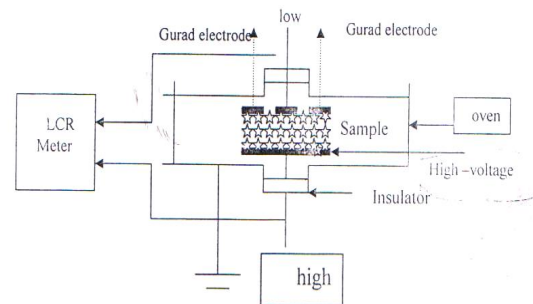 low
Gurad electrode
Gurad electrode
LCR
Meter
Sample
oven
High –voltage
Insulator
high